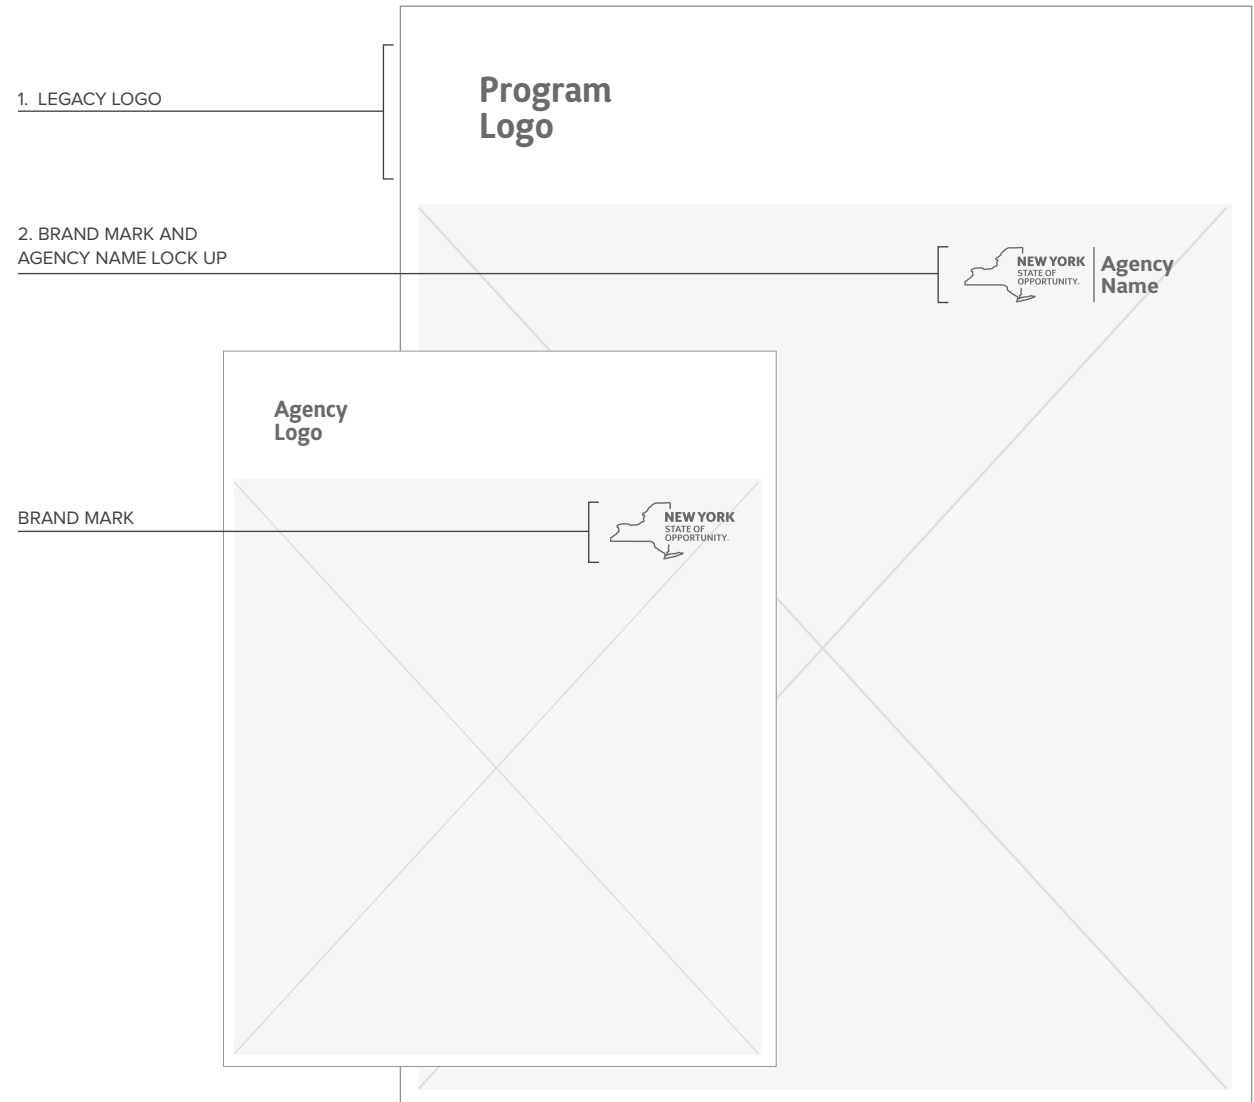 1. LEGACY LOGO
Program
Logo
2. BRAND MARK AND
AGENCY NAME LOCK UP
NEW YORK
STATE OF
OPPORTUNITY.
Agency
Name
Agency
Logo
BRAND MARK
NEW YORK
STATE OF
OPPORTUNITY.